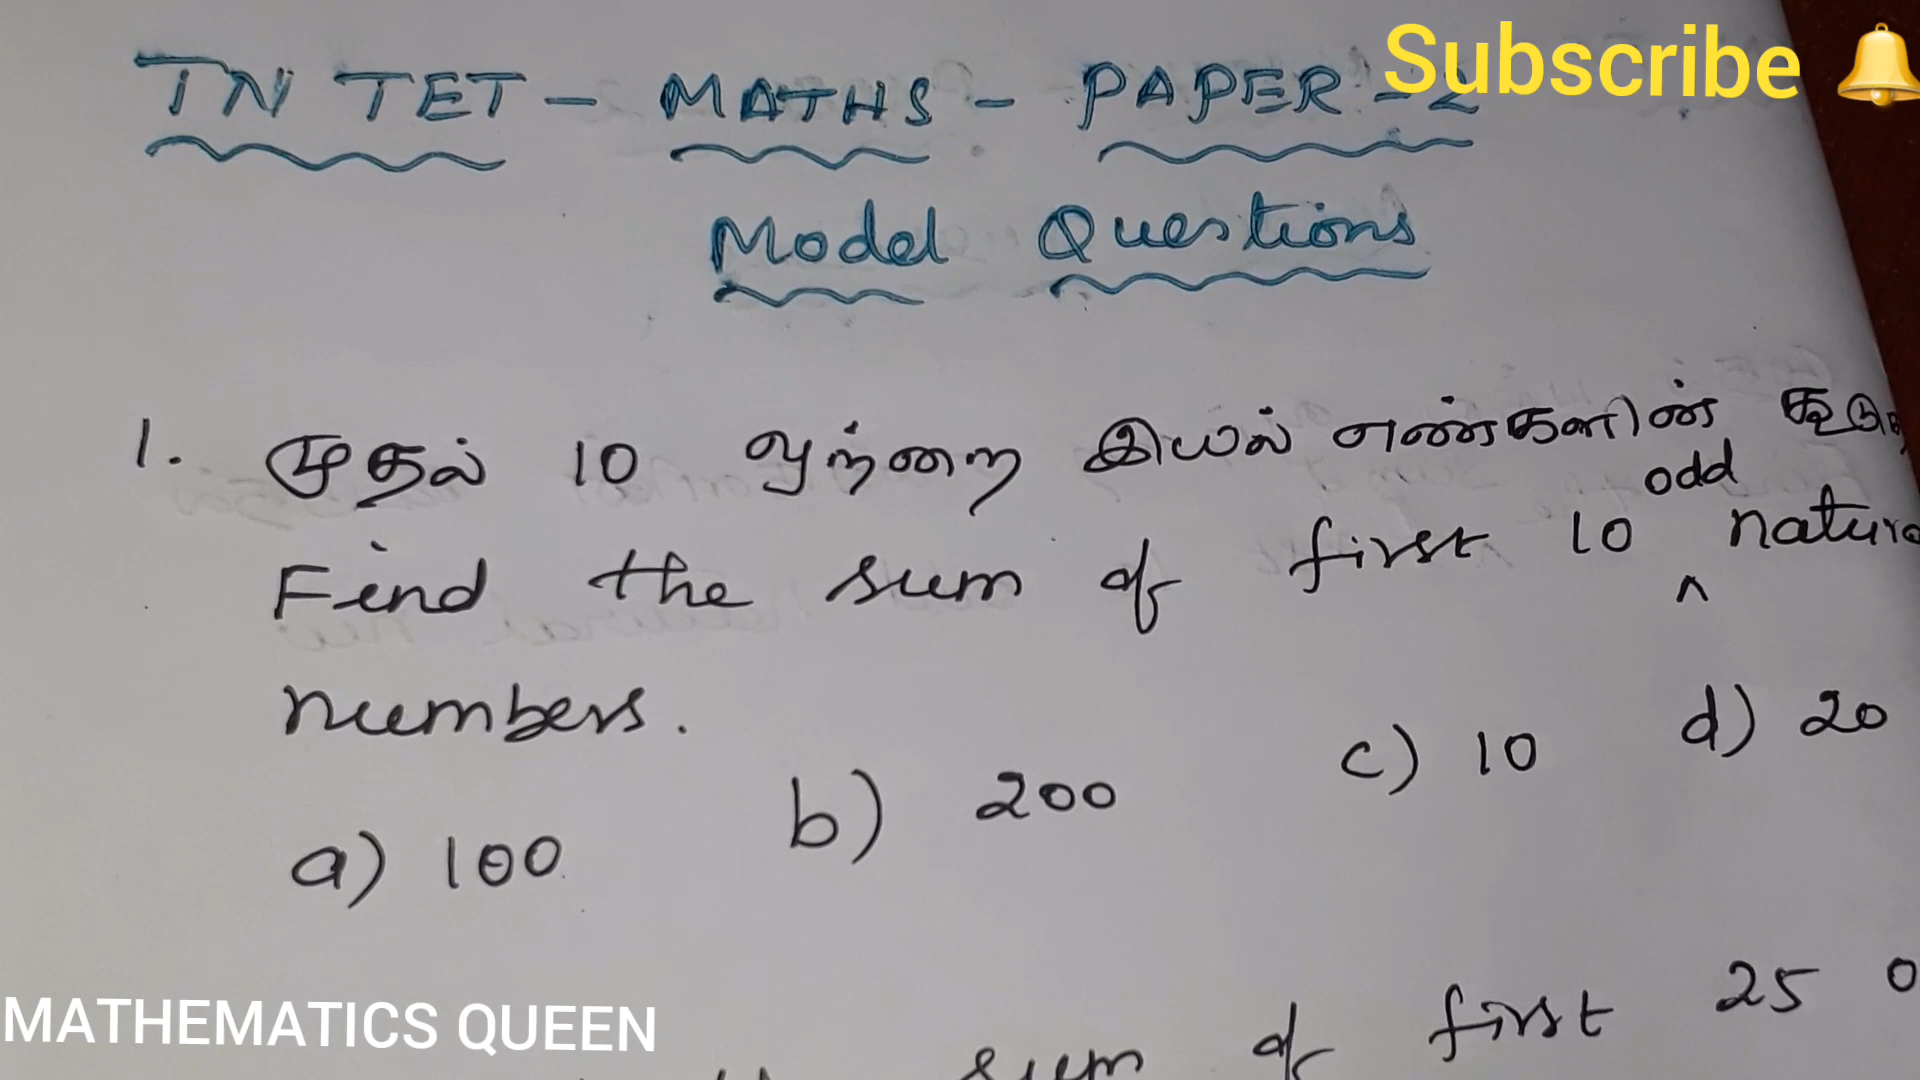 Subscribe 🔔
TN TET - MATHS - PAPER - 2
Model Questions
1. முதல் 10 ஒற்றை இயல் எண்களின்
odd
Find the sum of first 10 ^
numbers.
a) 100 b) 200 c) 10 d) 20
sum of first 25
MATHEMATICS QUEEN